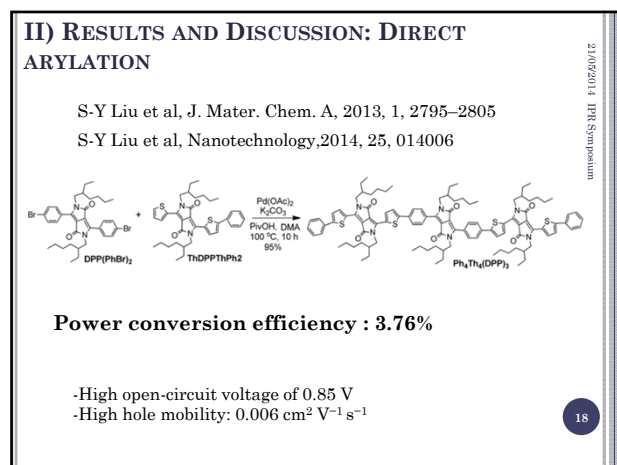 II) RESULTS AND DISCUSSION: DIRECT
ARYLATION
21/05/2014 IPR Symposium
S-Y Liu et al, J. Mater. Chem. A, 2013, 1, 2795–2805
S-Y Liu et al, Nanotechnology,2014, 25, 014006
Br
N
O
O
N
Br
DPP(PhBr)₂
+
S
N
O
O
N
S
ThDPPThPh2
Pd(OAc)₂
K₂CO₃
PivOH, DMA
100 ⁰C, 10 h
95%
S
N
O
O
N
S
N
O
O
N
S
N
O
O
N
S
Ph₄Th₄(DPP)₃
Power conversion efficiency : 3.76%
-High open-circuit voltage of 0.85 V
-High hole mobility: 0.006 cm² V⁻¹ s⁻¹
18